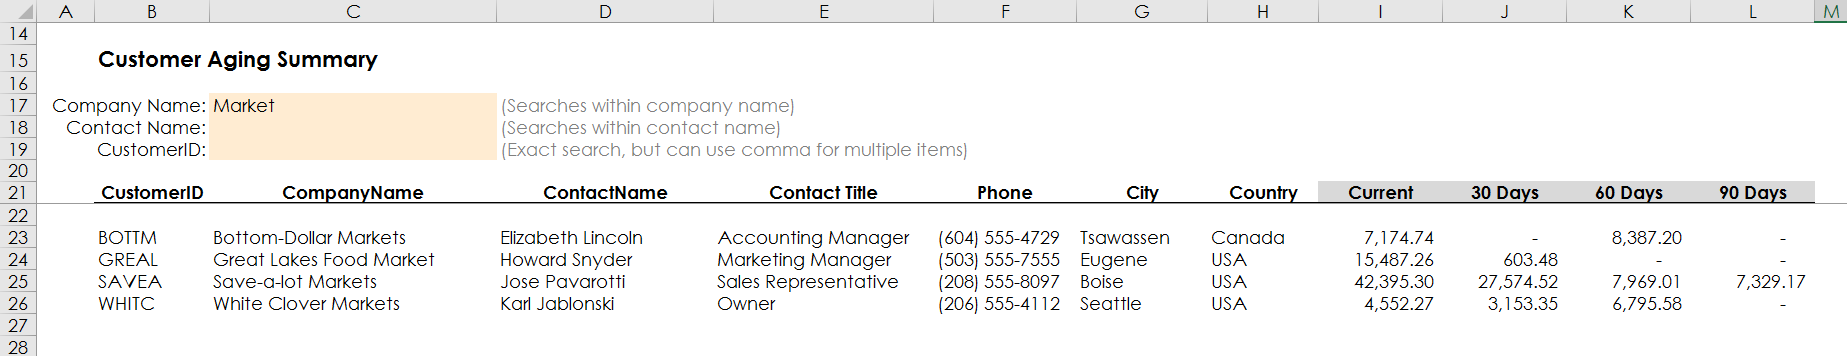 A B C D E F G H I J K L M
14
15 Customer Aging Summary
16
17 Company Name: Market (Searches within company name)
18 Contact Name: (Searches within contact name)
19 CustomerID: (Exact search, but can use comma for multiple items)
20
21 CustomerID CompanyName ContactName Contact Title Phone City Country Current 30 Days 60 Days 90 Days
22
23 BOTTM Bottom-Dollar Markets Elizabeth Lincoln Accounting Manager (604) 555-4729 Tsawassen Canada 7,174.74 - 8,387.20 -
24 GREAL Great Lakes Food Market Howard Snyder Marketing Manager (503) 555-7555 Eugene USA 15,487.26 603.48 - -
25 SAVEA Save-a-lot Markets Jose Pavarotti Sales Representative (208) 555-8097 Boise USA 42,395.30 27,574.52 7,969.01 7,329.17
26 WHITC White Clover Markets Karl Jablonski Owner (206) 555-4112 Seattle USA 4,552.27 3,153.35 6,795.58 -
27
28